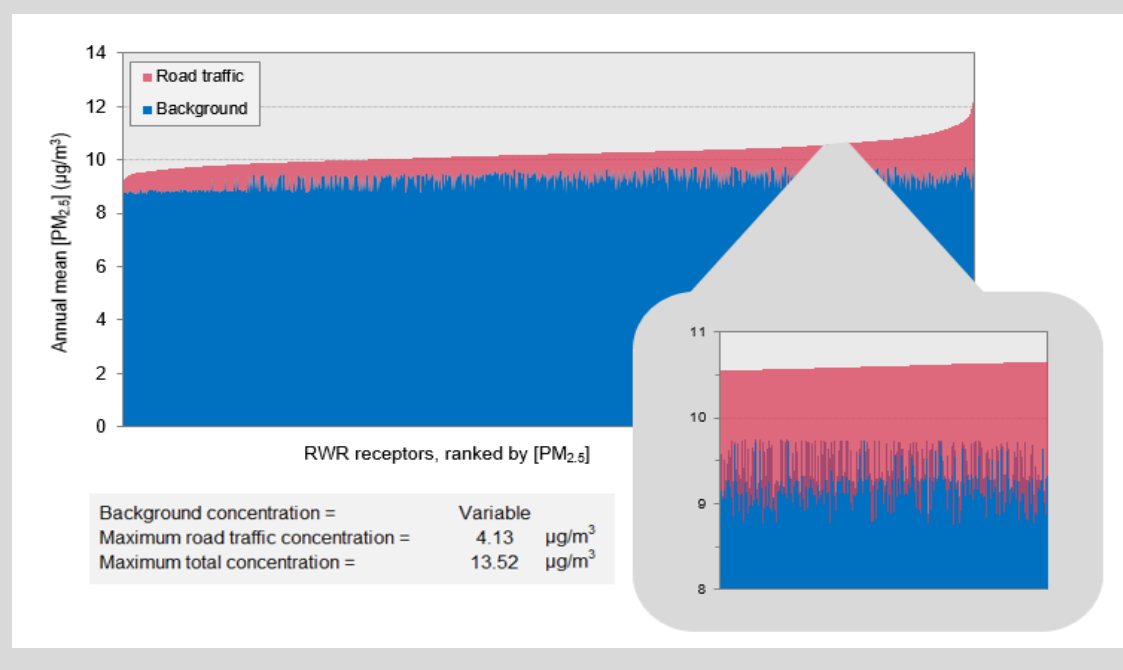 14
Road traffic
12
Background
10
8
6
4
2
0
Annual mean [PM2.5] (µg/m³)
RWR receptors, ranked by [PM2.5]
11
10
9
8
Background concentration = Variable
Maximum road traffic concentration = 4.13 µg/m³
Maximum total concentration = 13.52 µg/m³